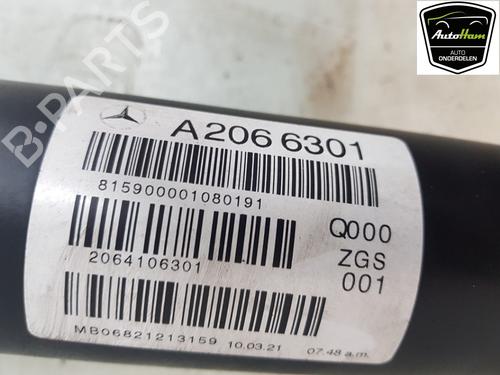 AutoHam
AUTO
ONDERDELEN
B-PARTS
A206 6301
815900001080191
Q000
ZGS
001
2064106301
MB06821213159 10.03.21 07.48 a.m.